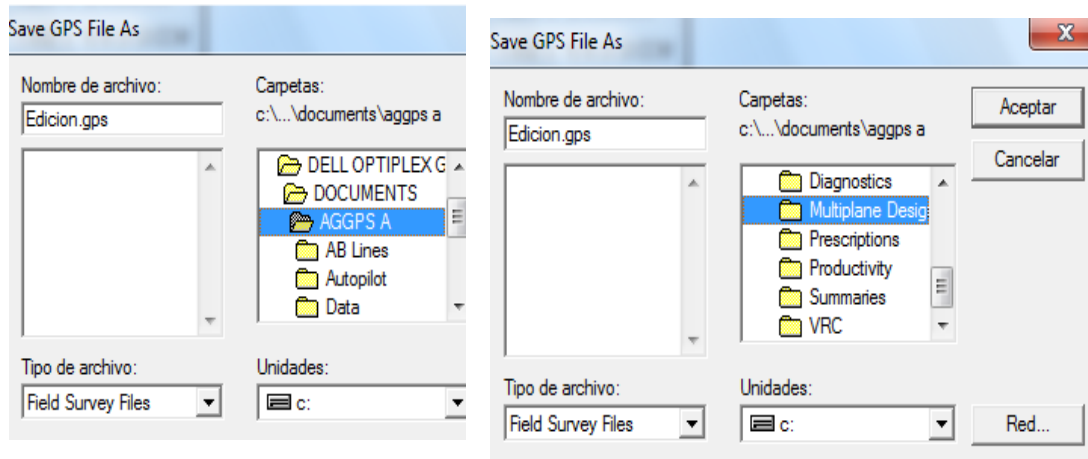 Save GPS File As
Nombre de archivo:
Edicion.gps
Carpetas:
c:\...\documents\aggps a
DELL OPTIPLEX G
DOCUMENTS
AGGPS A
AB Lines
Autopilot
Data
Tipo de archivo:
Field Survey Files
Unidades:
c:
Save GPS File As
X
Nombre de archivo:
Edicion.gps
Carpetas:
c:\...\documents\aggps a
Aceptar
Cancelar
Diagnostics
Multiplane Desig
Prescriptions
Productivity
Summaries
VRC
Tipo de archivo:
Field Survey Files
Unidades:
c:
Red...